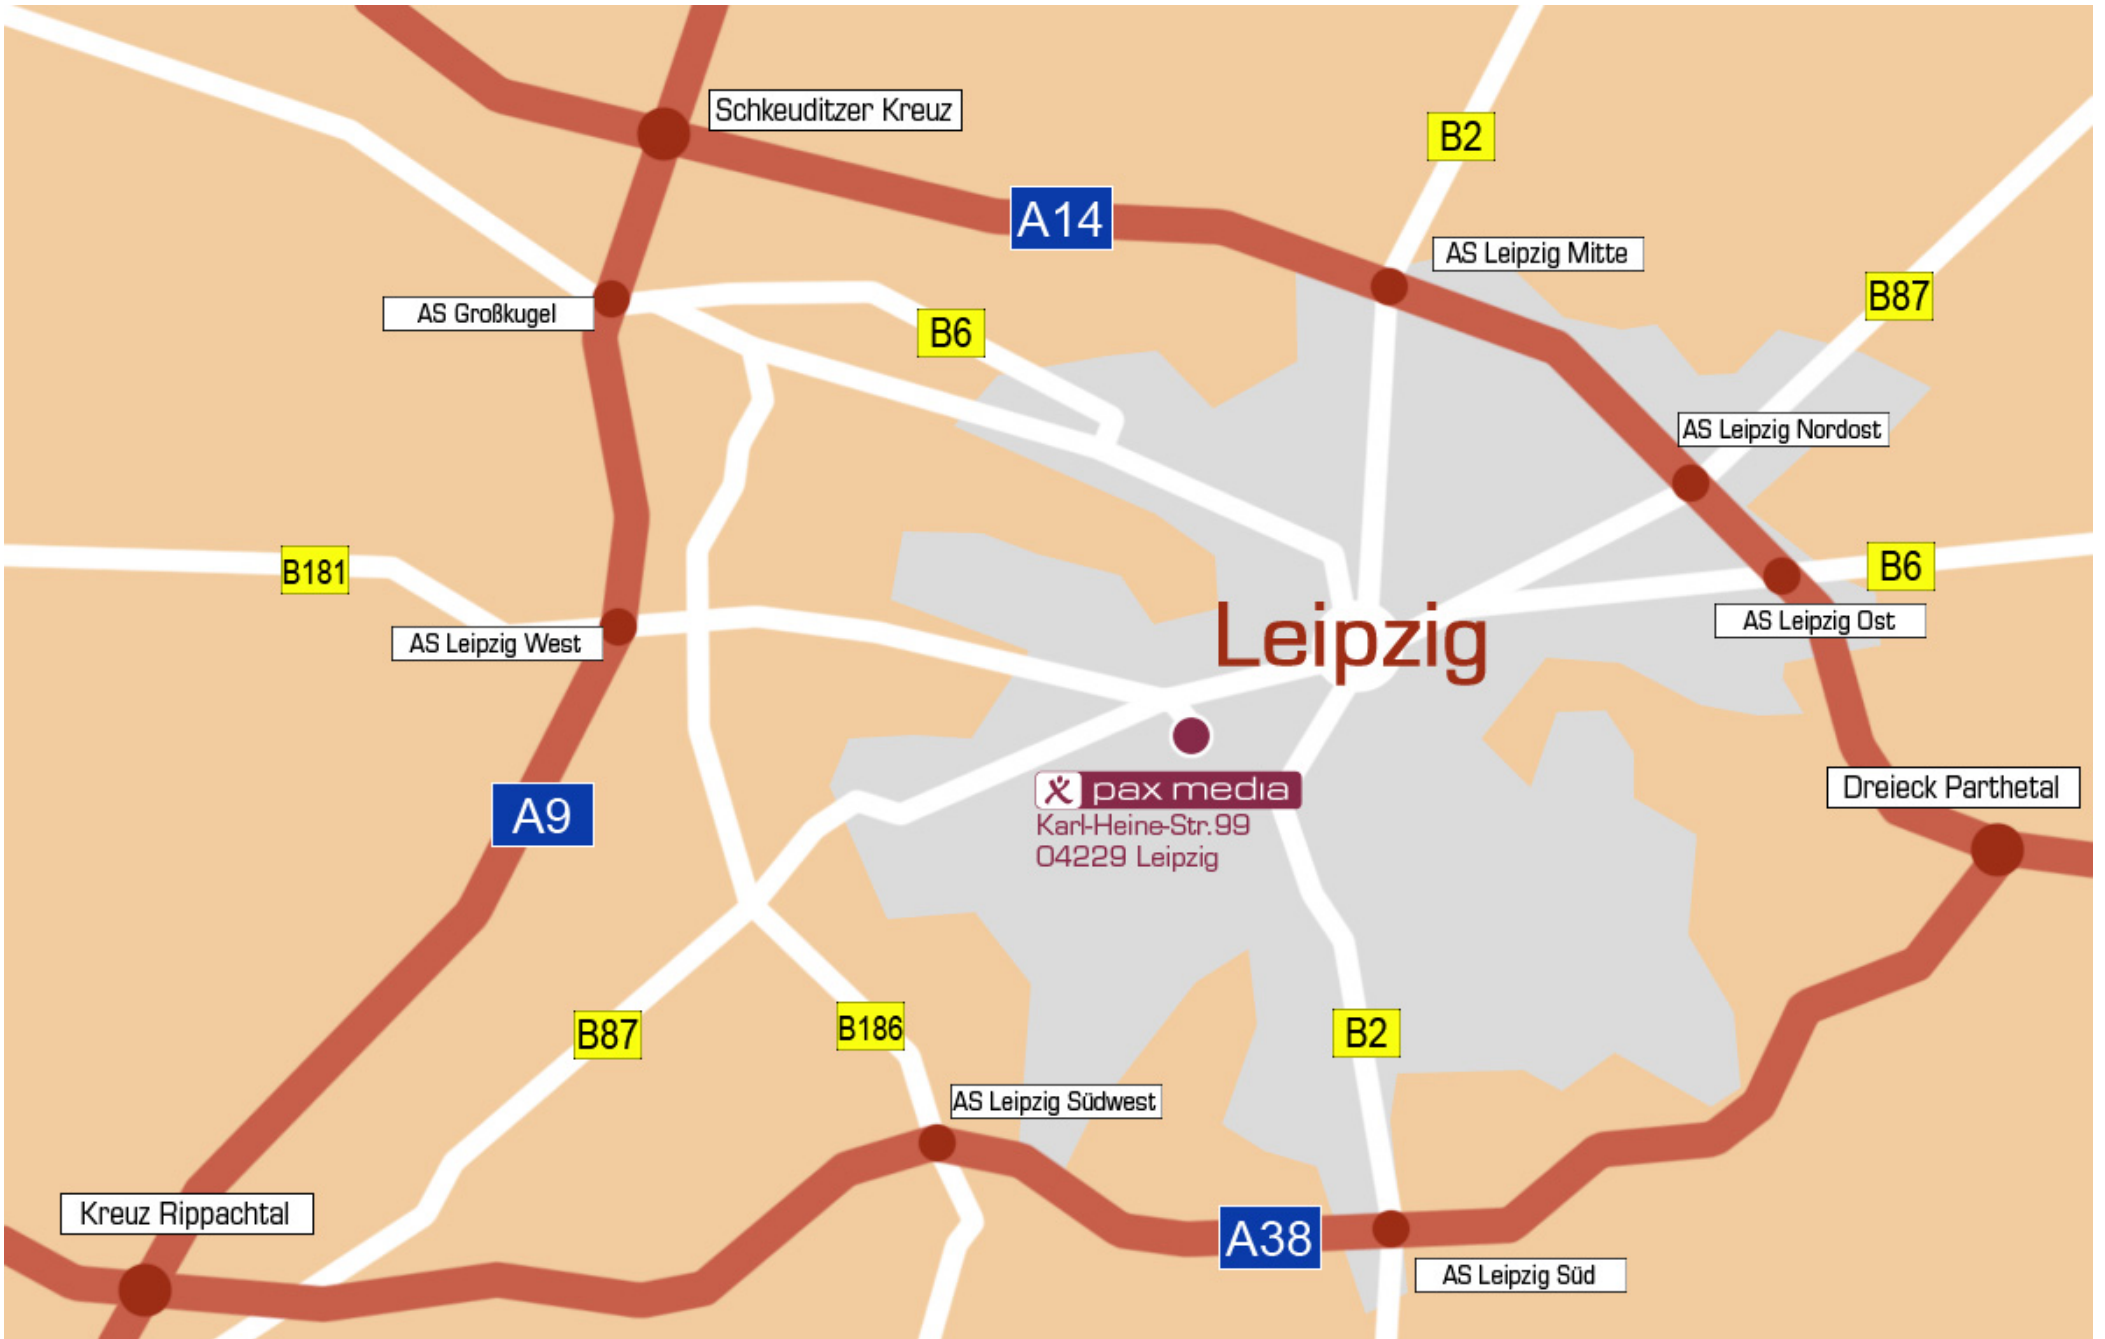 Schkeuditzer Kreuz
B2
A14
AS Leipzig Mitte
B87
AS Großkugel
B6
AS Leipzig Nordost
B181
B6
AS Leipzig West
Leipzig
AS Leipzig Ost
A9
pax media
Karl-Heine-Str.99
04229 Leipzig
Dreieck Parthetal
B87
B186
B2
AS Leipzig Südwest
Kreuz Rippachtal
A38
AS Leipzig Süd